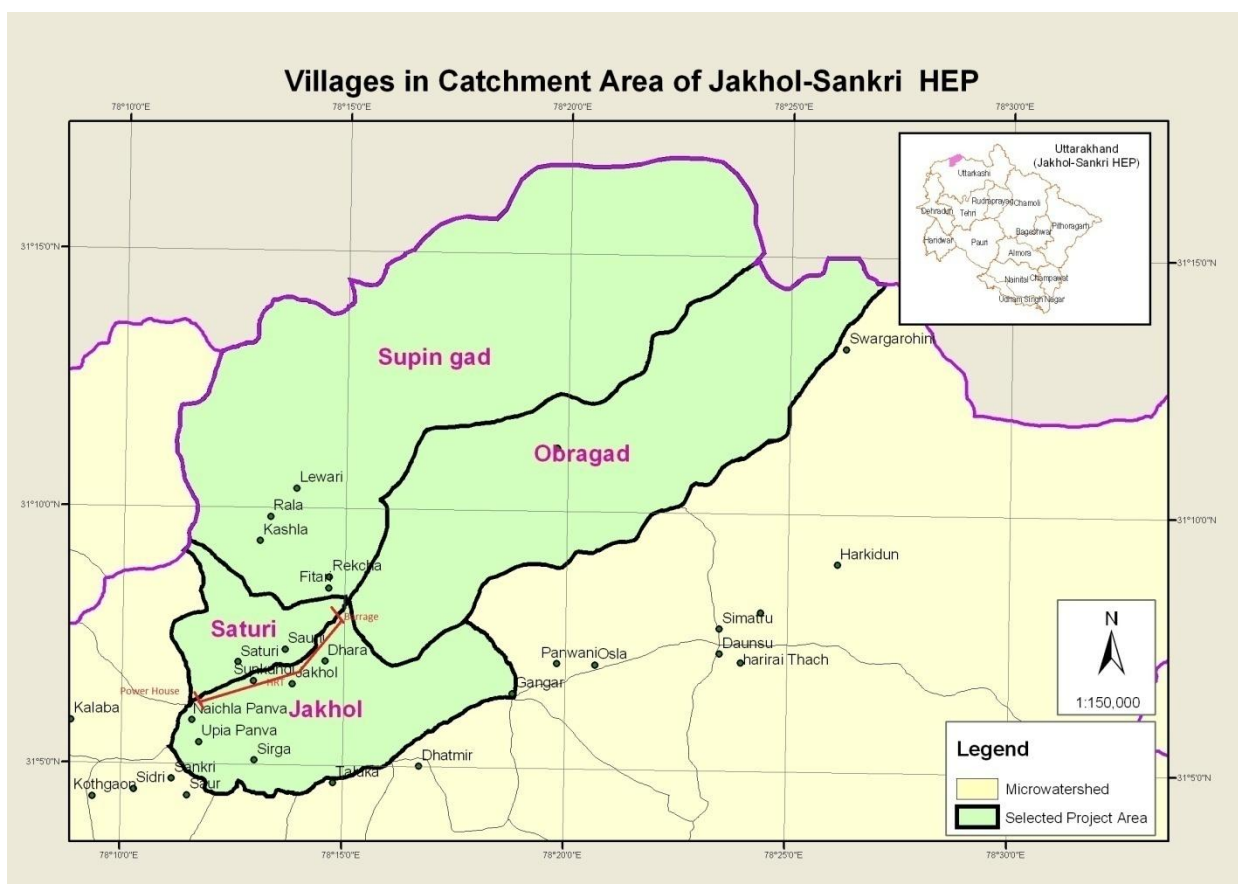 Villages in Catchment Area of Jakhol-Sankri HEP
78°10'0"E
78°15'0"E
78°20'0"E
78°25'0"E
78°30'0"E
Uttarakhand
(Jakhol-Sankri HEP)
Uttarkashi
Rudraprayag
Chamoli
Dehradun
Tehri
Pithoragarh
Bageshwar
Haridwar
Pauri
Almora
Nainital
Champawat
Udham Singh Nagar
31°15'0"N
31°15'0"N
Swargarohini
Supin gad
Obragad
Lewari
Rala
Kashla
31°10'0"N
31°10'0"N
Harkidun
Rekcha
Fitari
Barrage
Saturi
Simatru
Sauni
Saturi
Dhara
Daunsu
Panwani
Osla
harirai Thach
Jakhol
HRT
Power House
Gangar
Naichla Panva
Jakhol
Kalaba
Upla Panva
Sirga
Dhatmir
Sankri
Taluka
Sidri
Saur
Kothgaon
31°5'0"N
31°5'0"N
N
1:150,000
Legend
Microwatershed
Selected Project Area
78°10'0"E
78°15'0"E
78°20'0"E
78°25'0"E
78°30'0"E